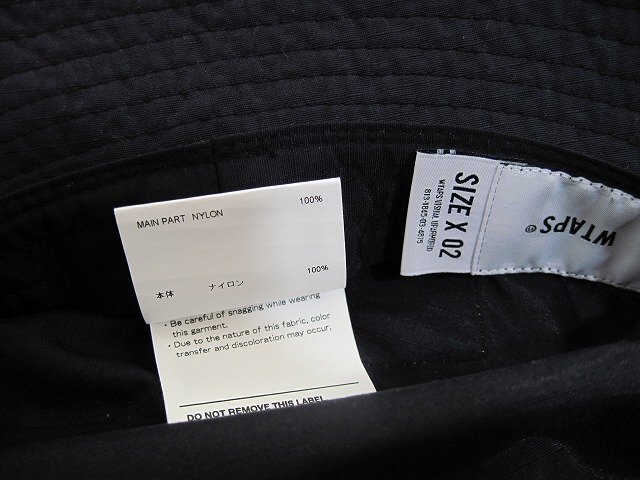 MAIN PART NYLON 100%
本体 ナイロン 100%
・Be careful of snagging while wearing
this garment.
・Due to the nature of this fabric, color
transfer and discoloration may occur.
DO NOT REMOVE THIS LABEL
SIZE X 02
WTAPS
WTAPS©